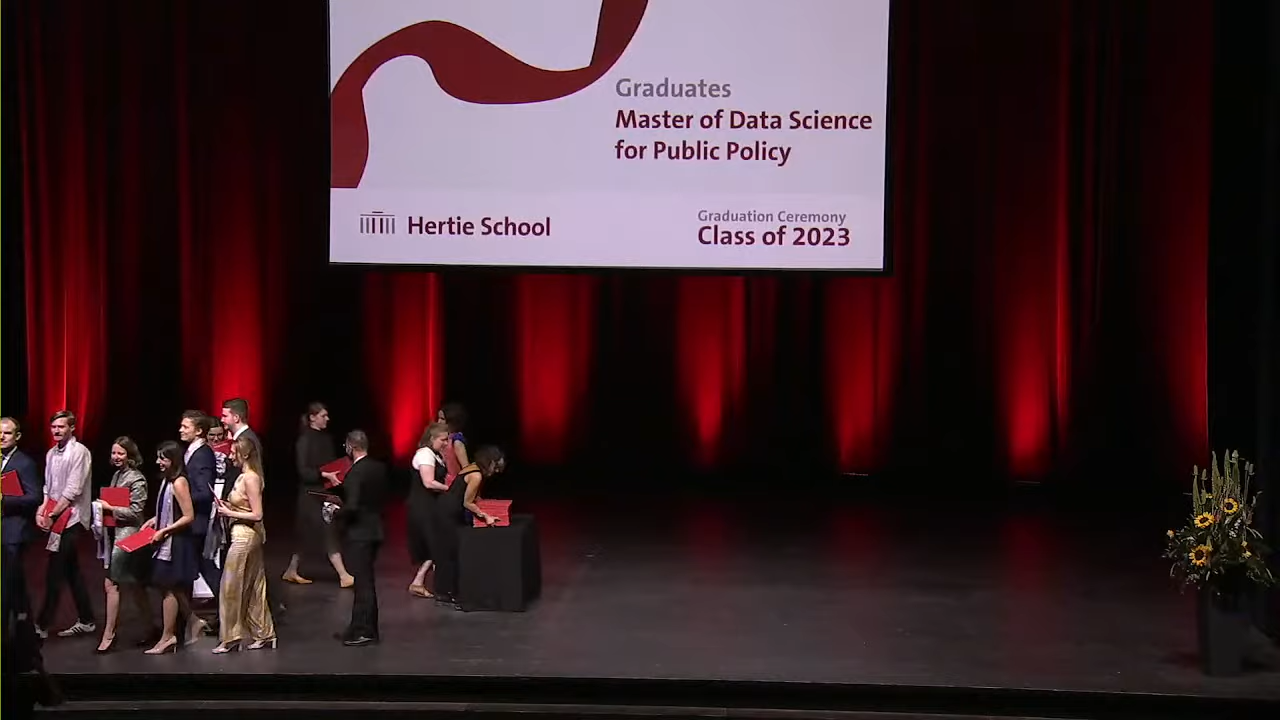 Graduates
Master of Data Science
for Public Policy
Hertie School
Graduation Ceremony
Class of 2023